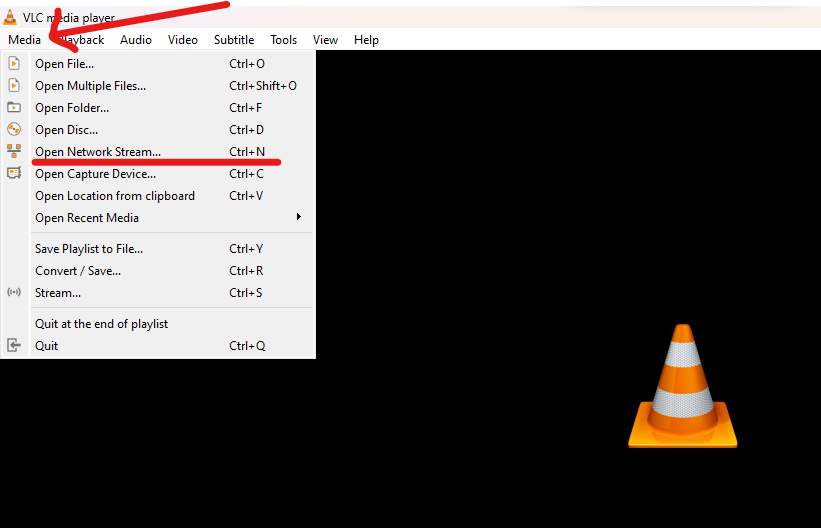 VLC media player
Media Playback Audio Video Subtitle Tools View Help
Open File... Ctrl+O
Open Multiple Files... Ctrl+Shift+O
Open Folder... Ctrl+F
Open Disc... Ctrl+D
Open Network Stream... Ctrl+N
Open Capture Device... Ctrl+C
Open Location from clipboard Ctrl+V
Open Recent Media
Save Playlist to File... Ctrl+Y
Convert / Save... Ctrl+R
Stream... Ctrl+S
Quit at the end of playlist
Quit Ctrl+Q